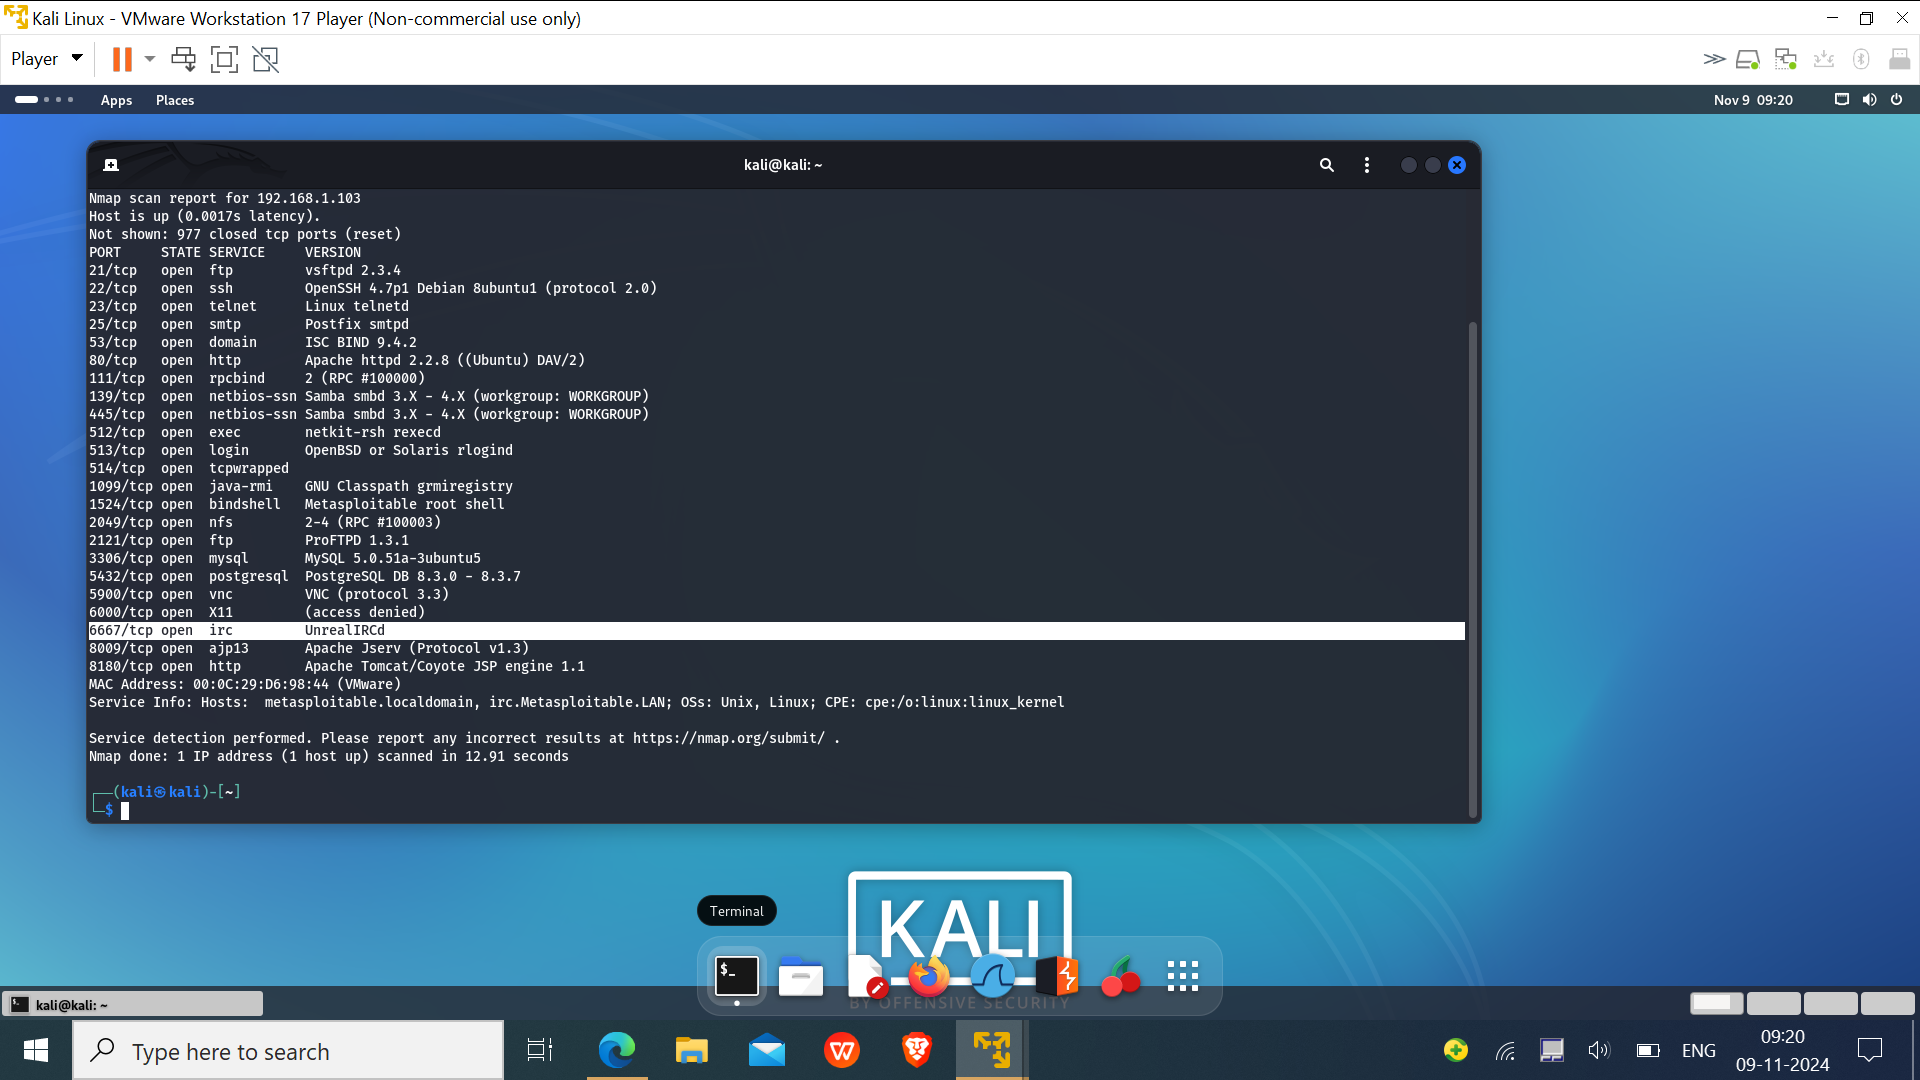 Kali Linux - VMware Workstation 17 Player (Non-commercial use only)
Player
Apps Places Nov 9 09:20
kali@kali: ~
Nmap scan report for 192.168.1.103
Host is up (0.0017s latency).
Not shown: 977 closed tcp ports (reset)
PORT     STATE SERVICE     VERSION
21/tcp   open  ftp         vsftpd 2.3.4
22/tcp   open  ssh         OpenSSH 4.7p1 Debian 8ubuntu1 (protocol 2.0)
23/tcp   open  telnet      Linux telnetd
25/tcp   open  smtp        Postfix smtpd
53/tcp   open  domain      ISC BIND 9.4.2
80/tcp   open  http        Apache httpd 2.2.8 ((Ubuntu) DAV/2)
111/tcp  open  rpcbind     2 (RPC #100000)
139/tcp  open  netbios-ssn Samba smbd 3.X - 4.X (workgroup: WORKGROUP)
445/tcp  open  netbios-ssn Samba smbd 3.X - 4.X (workgroup: WORKGROUP)
512/tcp  open  exec        netkit-rsh rexecd
513/tcp  open  login       OpenBSD or Solaris rlogind
514/tcp  open  tcpwrapped
1099/tcp open  java-rmi    GNU Classpath grmiregistry
1524/tcp open  bindshell   Metasploitable root shell
2049/tcp open  nfs         2-4 (RPC #100003)
2121/tcp open  ftp         ProFTPD 1.3.1
3306/tcp open  mysql       MySQL 5.0.51a-3ubuntu5
5432/tcp open  postgresql  PostgreSQL DB 8.3.0 - 8.3.7
5900/tcp open  vnc         VNC (protocol 3.3)
6000/tcp open  X11         (access denied)
6667/tcp open  irc         UnrealIRCd
8009/tcp open  ajp13       Apache Jserv (Protocol v1.3)
8180/tcp open  http        Apache Tomcat/Coyote JSP engine 1.1
MAC Address: 00:0C:29:D6:98:44 (VMware)
Service Info: Hosts:  metasploitable.localdomain, irc.Metasploitable.LAN; OSs: Unix, Linux; CPE: cpe:/o:linux:linux_kernel
Service detection performed. Please report any incorrect results at https://nmap.org/submit/ .
Nmap done: 1 IP address (1 host up) scanned in 12.91 seconds
(kali㉿kali)-[~]
$
Terminal
KALI
$_
BY OFFENSIVE SECURITY
kali@kali: ~
Type here to search
ENG
09:20
09-11-2024